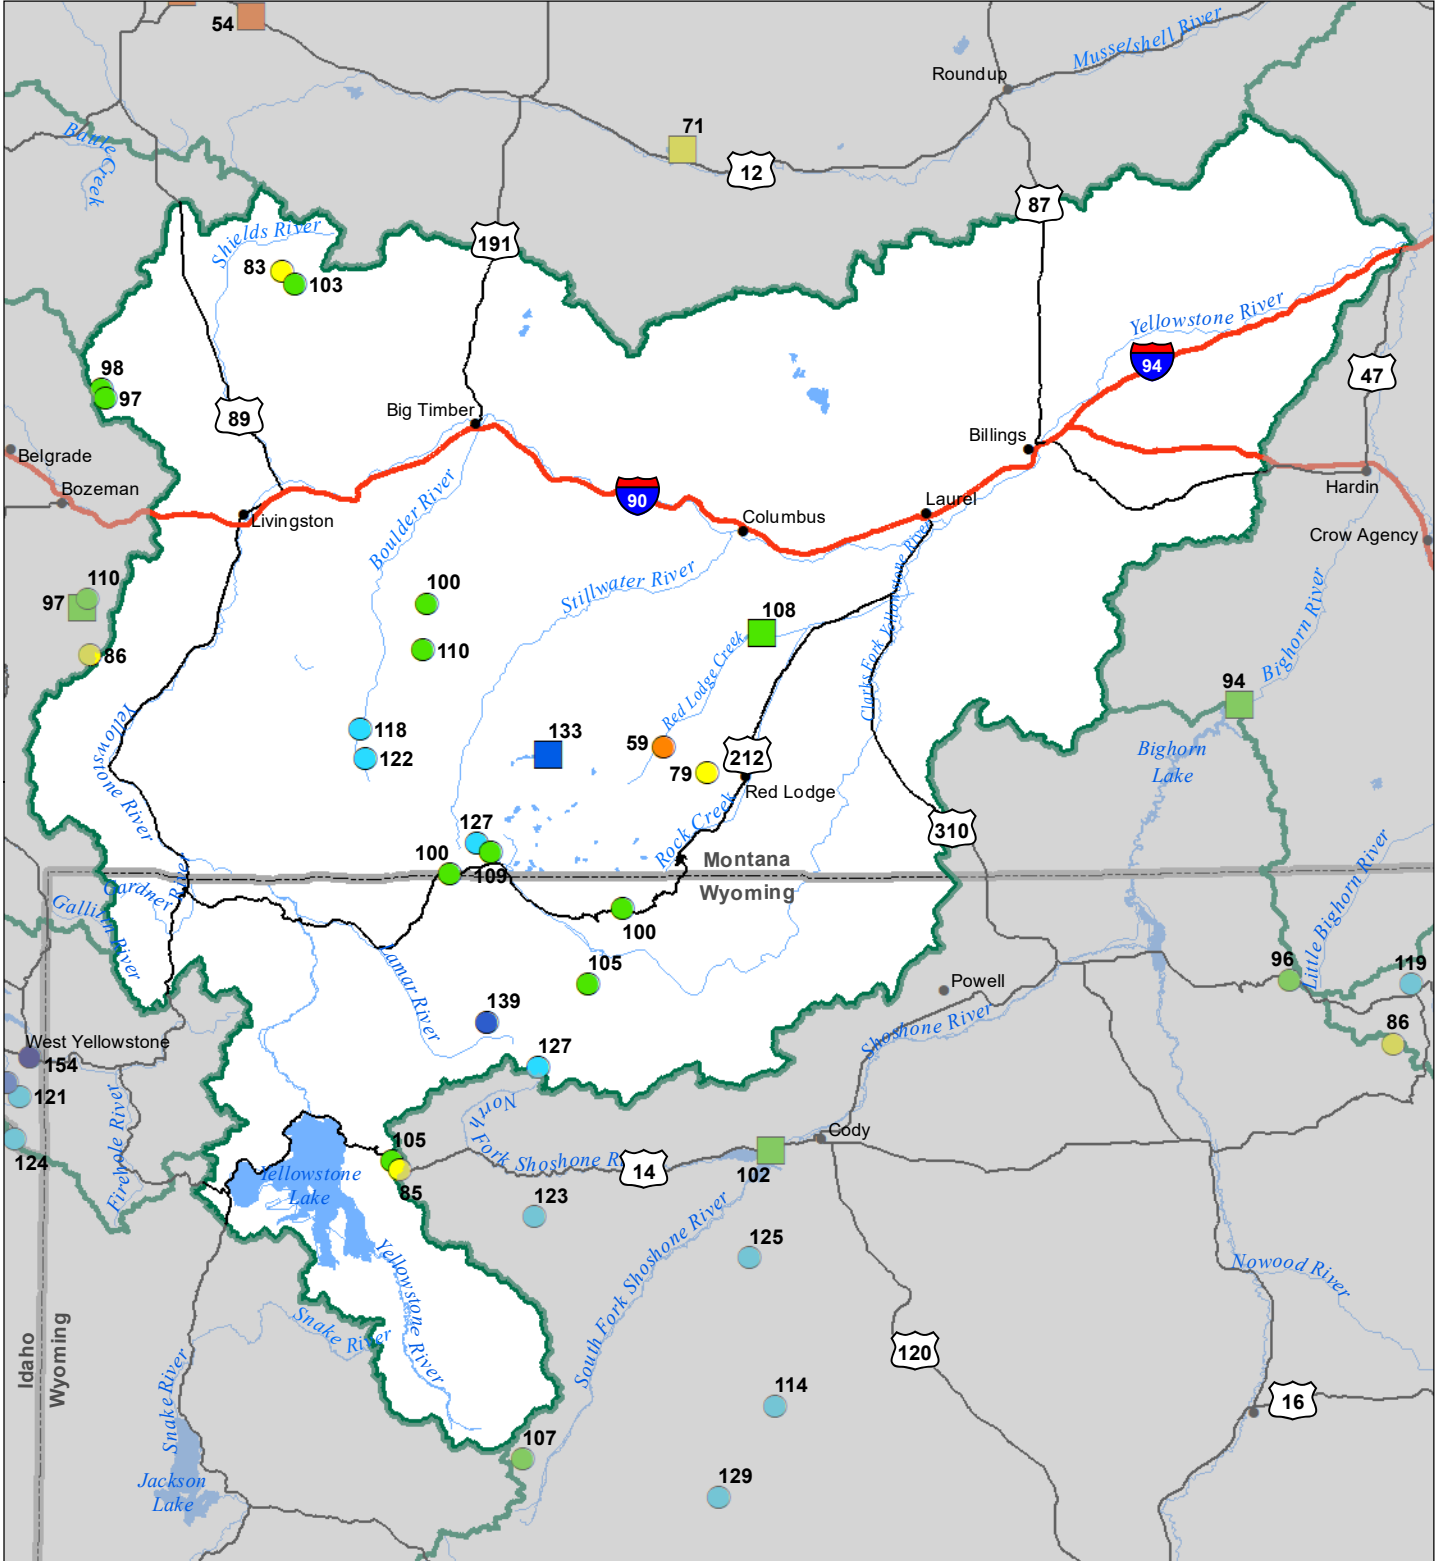 54
Roundup
Musselshell River
71
12
Battle Creek
87
Shields River
191
83
103
Yellowstone River
94
98
97
47
89
Big Timber
Billings
Belgrade
Bozeman
90
Livingston
Boulder River
Columbus
Laurel
Hardin
Crow Agency
110
97
100
Stillwater River
108
Clarks Fork Yellowstone River
Bighorn River
86
110
Red Lodge Creek
94
118
133
59
212
Bighorn
Lake
122
79
Red Lodge
Yellowstone River
127
Rock Creek
310
100
109
Montana
Wyoming
Gardner River
Gallatin River
100
Little Bighorn River
Lamar River
105
Powell
96
119
139
Shoshone River
86
West Yellowstone
154
127
121
Firehole River
North Fork Shoshone R
Cody
124
105
14
102
Yellowstone
Lake
85
123
South Fork Shoshone River
125
Nowood River
Yellowstone River
Snake River
Idaho
Wyoming
120
Snake River
114
16
107
Jackson
Lake
129